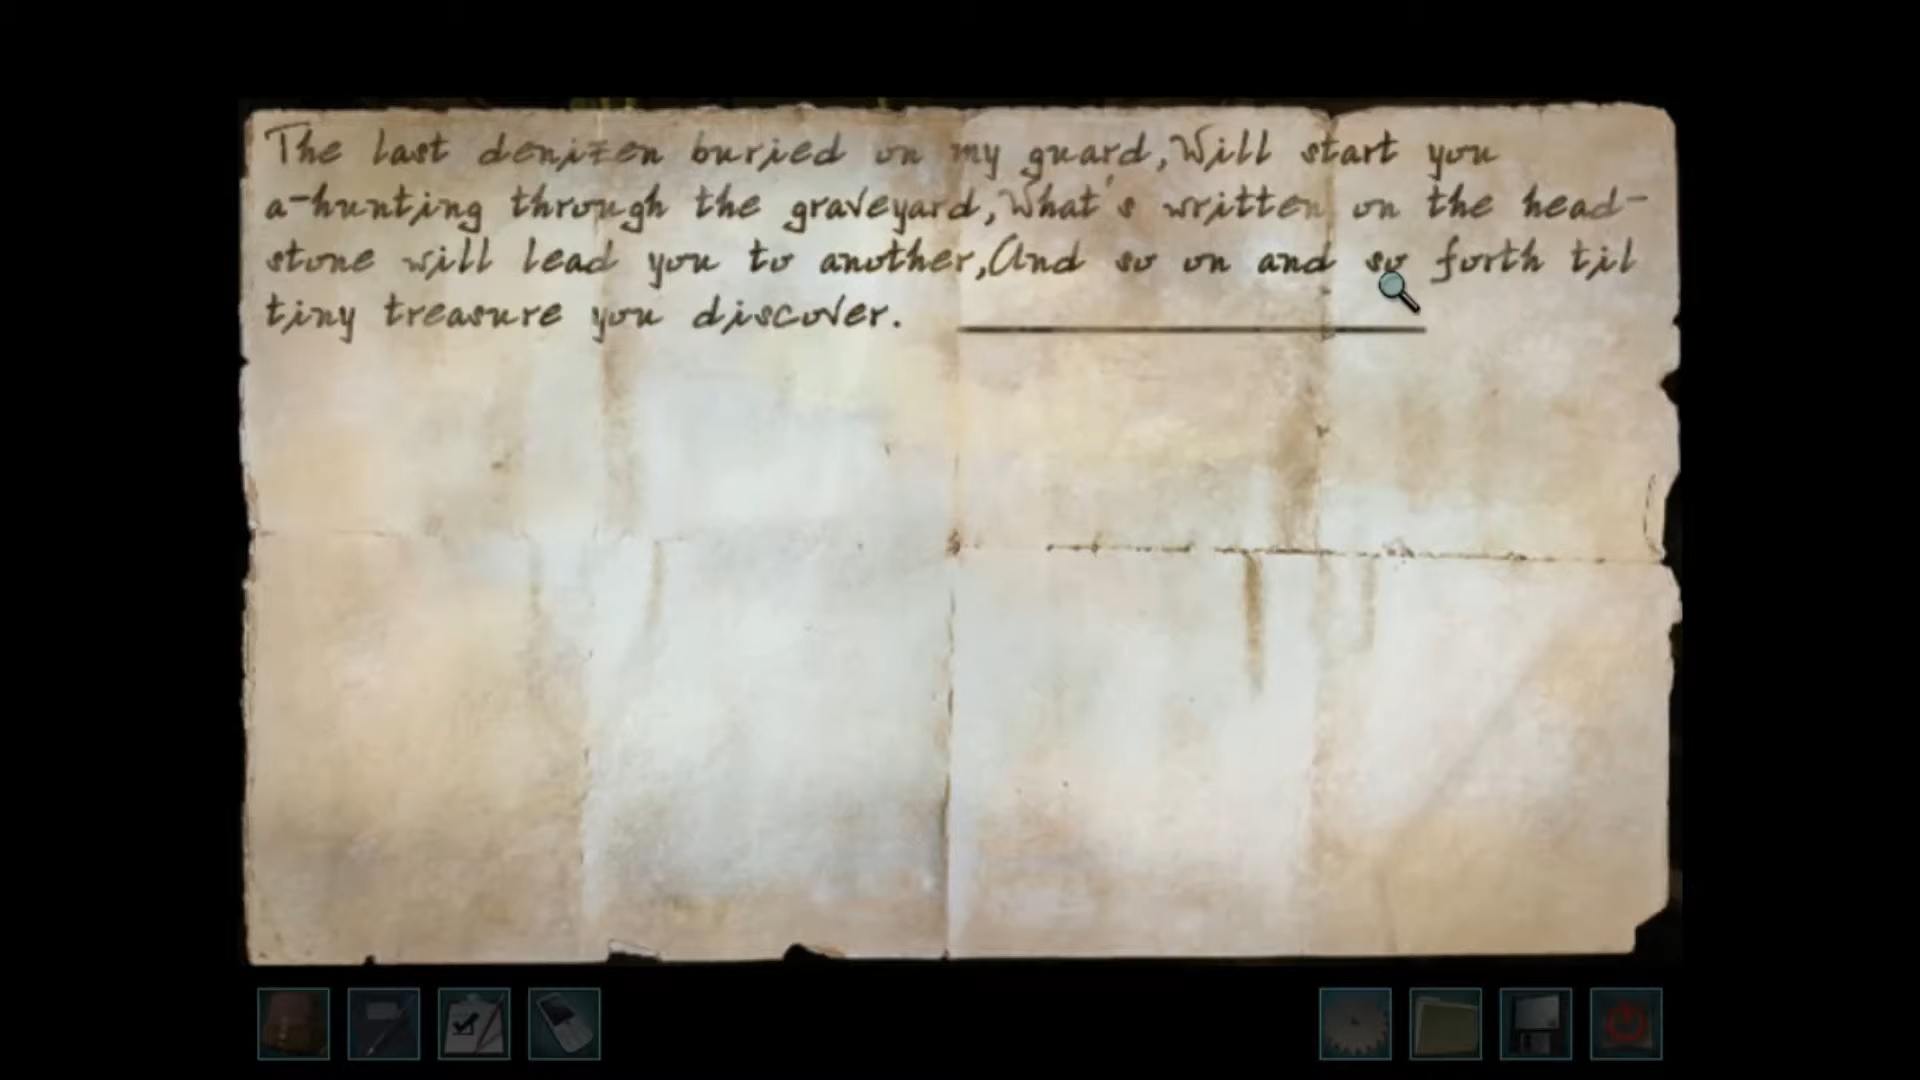 The last denizen buried on my guard,Will start you
a-hunting through the graveyard,What's written on the head-
stone will lead you to another,And so on and so forth til
tiny treasure you discover.